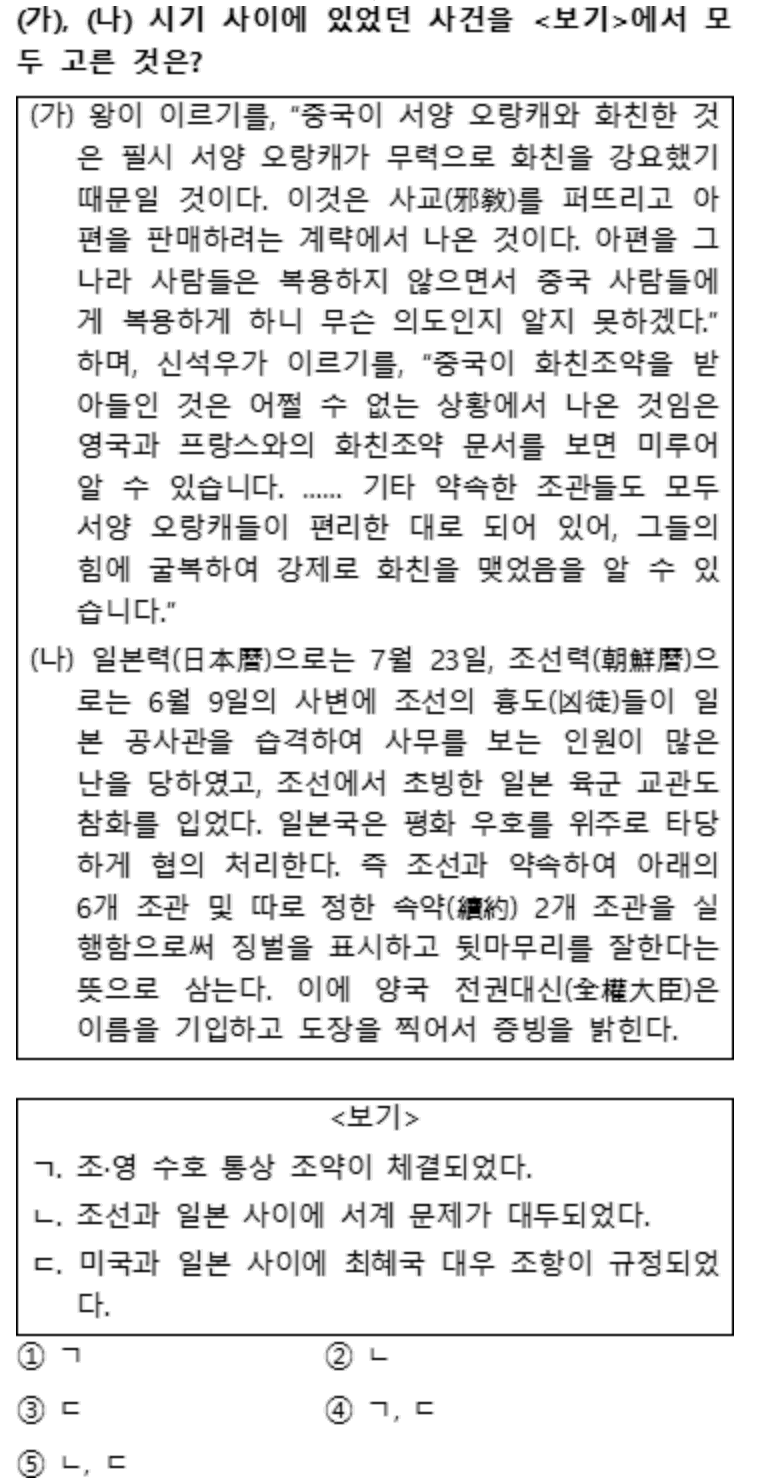 (가), (나) 시기 사이에 있었던 사건을 <보기>에서 모
두 고른 것은?
(가) 왕이 이르기를, "중국이 서양 오랑캐와 화친한 것
은 필시 서양 오랑캐가 무력으로 화친을 강요했기
때문일 것이다. 이것은 사교(邪敎)를 퍼뜨리고 아
편을 판매하려는 계략에서 나온 것이다. 아편을 그
나라 사람들은 복용하지 않으면서 중국 사람들에
게 복용하게 하니 무슨 의도인지 알지 못하겠다."
하며, 신석우가 이르기를, "중국이 화친조약을 받
아들인 것은 어쩔 수 없는 상황에서 나온 것임은
영국과 프랑스와의 화친조약 문서를 보면 미루어
알 수 있습니다. …… 기타 약속한 조관들도 모두
서양 오랑캐들이 편리한 대로 되어 있어, 그들의
힘에 굴복하여 강제로 화친을 맺었음을 알 수 있
습니다."
(나) 일본력(日本曆)으로는 7월 23일, 조선력(朝鮮曆)으
로는 6월 9일의 사변에 조선의 흉도(凶徒)들이 일
본 공사관을 습격하여 사무를 보는 인원이 많은
난을 당하였고, 조선에서 초빙한 일본 육군 교관도
참화를 입었다. 일본국은 평화 우호를 위주로 타당
하게 협의 처리한다. 즉 조선과 약속하여 아래의
6개 조관 및 따로 정한 속약(續約) 2개 조관을 실
행함으로써 징벌을 표시하고 뒷마무리를 잘한다는
뜻으로 삼는다. 이에 양국 전권대신(全權大臣)은
이름을 기입하고 도장을 찍어서 증빙을 밝힌다.
<보기>
ㄱ. 조·영 수호 통상 조약이 체결되었다.
ㄴ. 조선과 일본 사이에 서계 문제가 대두되었다.
ㄷ. 미국과 일본 사이에 최혜국 대우 조항이 규정되었
다.
① ㄱ ② ㄴ
③ ㄷ ④ ㄱ, ㄷ
⑤ ㄴ, ㄷ